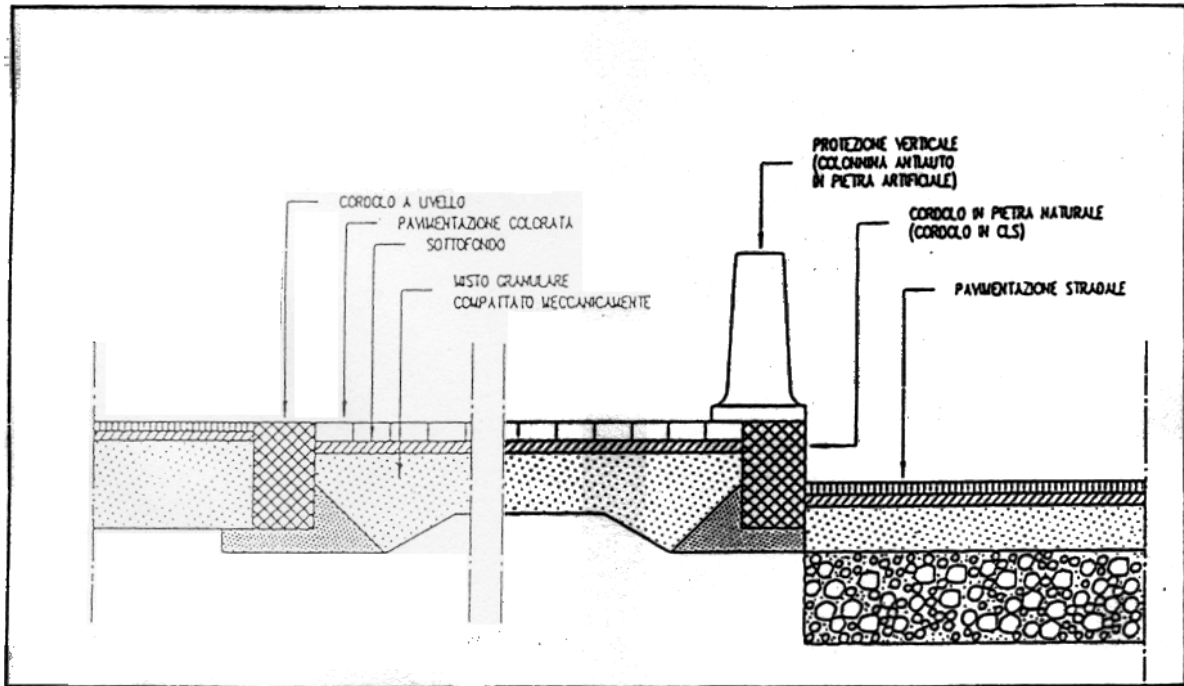 PROTEZIONE VERTICALE
(COLONNINA ANTIAUTO
IN PIETRA ARTIFICIALE)
CORDOLO A LIVELLO
CORDOLO IN PIETRA NATURALE
(CORDOLO IN CLS)
PAVIMENTAZIONE COLORATA
SOTTOFONDO
MISTO GRANULARE
COMPATTATO MECCANICAMENTE
PAVIMENTAZIONE STRADALE